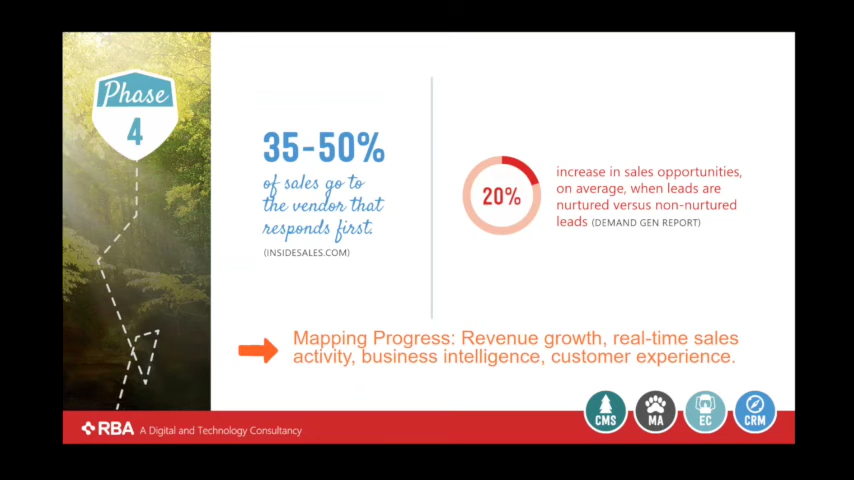 Phase
4
35-50%
of sales go to
the vendor that
responds first.
(INSIDESALES.COM)
20%
increase in sales opportunities,
on average, when leads are
nurtured versus non-nurtured
leads (DEMAND GEN REPORT)
Mapping Progress: Revenue growth, real-time sales
activity, business intelligence, customer experience.
RBA A Digital and Technology Consultancy
CMS
MA
EC
CRM